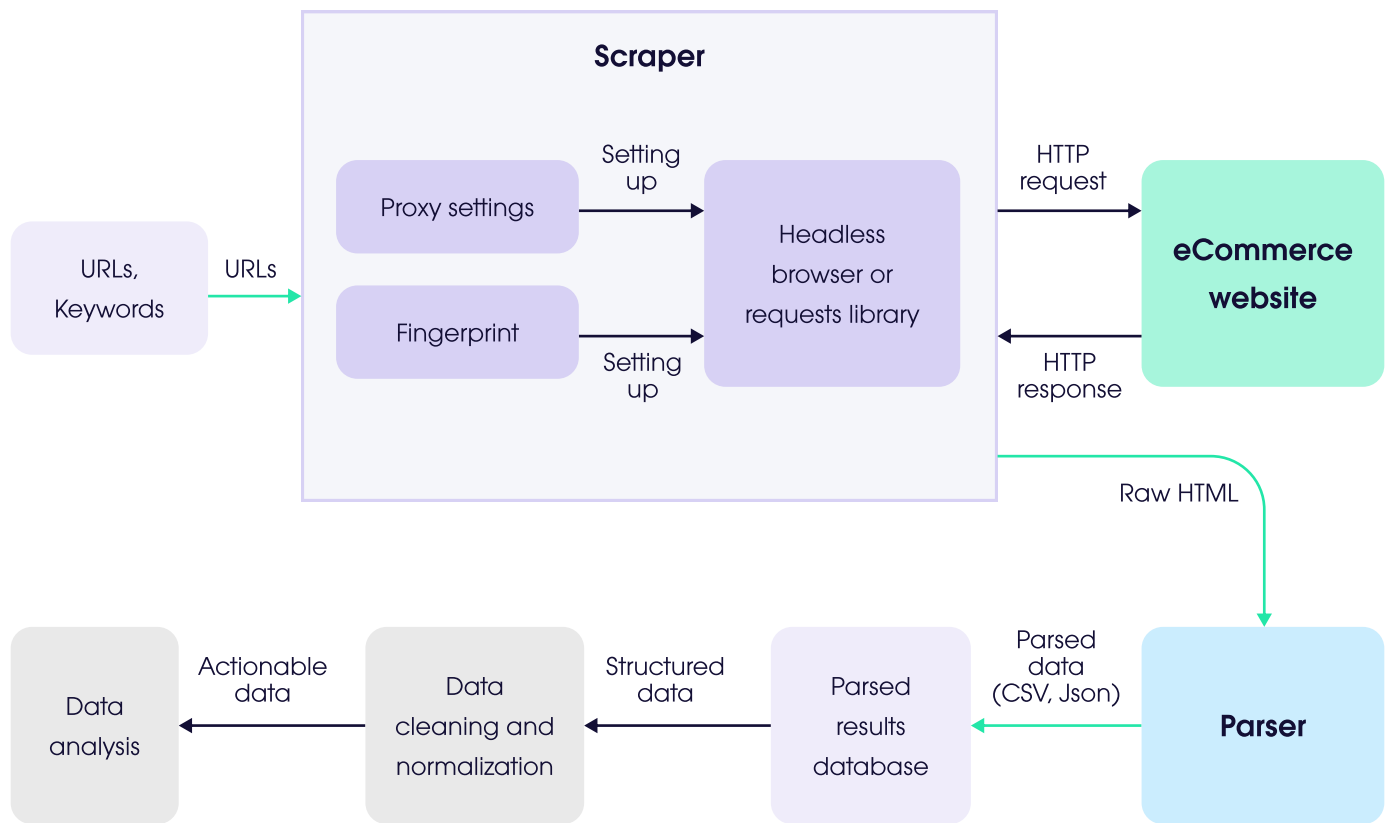 Scraper
URLs,
Keywords
URLs
Proxy settings
Setting
up
Fingerprint
Setting
up
Headless
browser or
requests library
HTTP
request
HTTP
response
eCommerce
website
Raw HTML
Parser
Parsed
data
(CSV, Json)
Parsed
results
database
Structured
data
Data
cleaning and
normalization
Actionable
data
Data
analysis